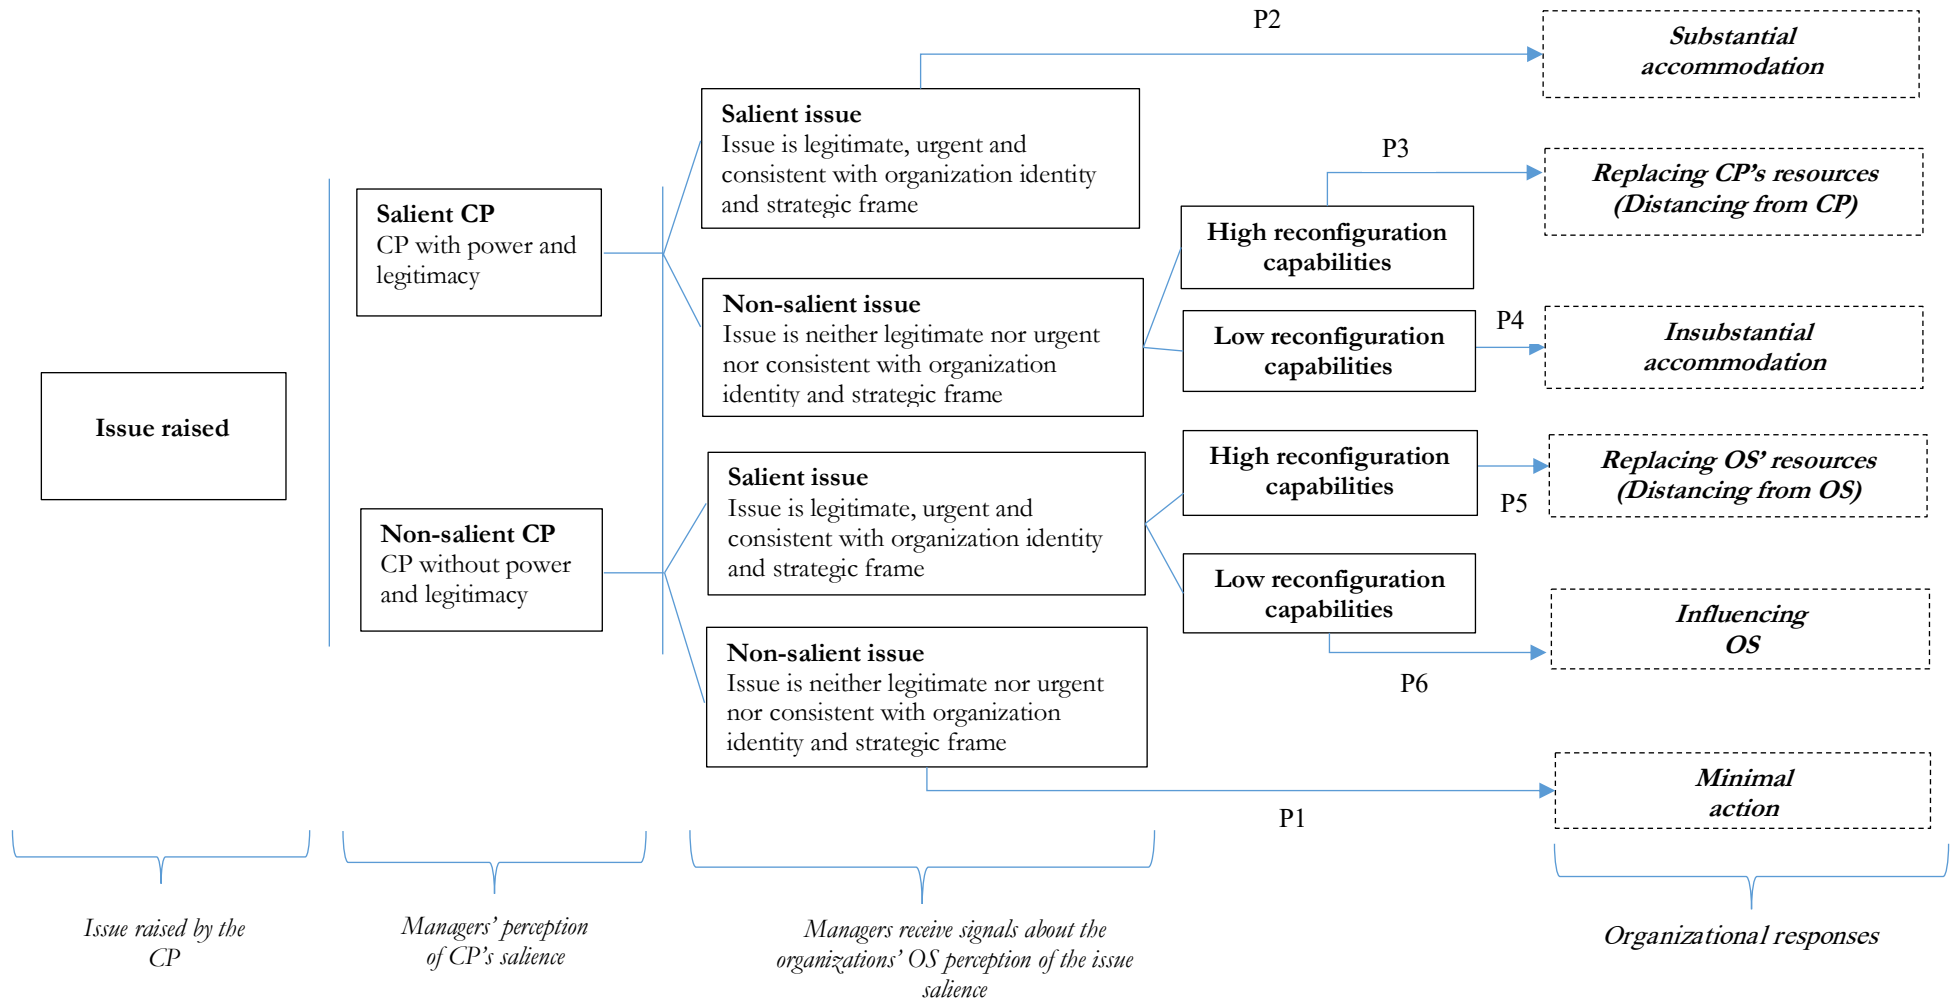 Issue raised
Salient CP
CP with power and
legitimacy
Non-salient CP
CP without power
and legitimacy
Salient issue
Issue is legitimate, urgent and
consistent with organization identity
and strategic frame
Non-salient issue
Issue is neither legitimate nor urgent
nor consistent with organization
identity and strategic frame
Salient issue
Issue is legitimate, urgent and
consistent with organization identity
and strategic frame
Non-salient issue
Issue is neither legitimate nor urgent
nor consistent with organization
identity and strategic frame
High reconfiguration
capabilities
Low reconfiguration
capabilities
High reconfiguration
capabilities
Low reconfiguration
capabilities
P2
P3
P4
P5
P6
P1
Substantial
accommodation
Replacing CP's resources
(Distancing from CP)
Insubstantial
accommodation
Replacing OS' resources
(Distancing from OS)
Influencing
OS
Minimal
action
Issue raised by the
CP
Managers' perception
of CP's salience
Managers receive signals about the
organizations' OS perception of the issue
salience
Organizational responses